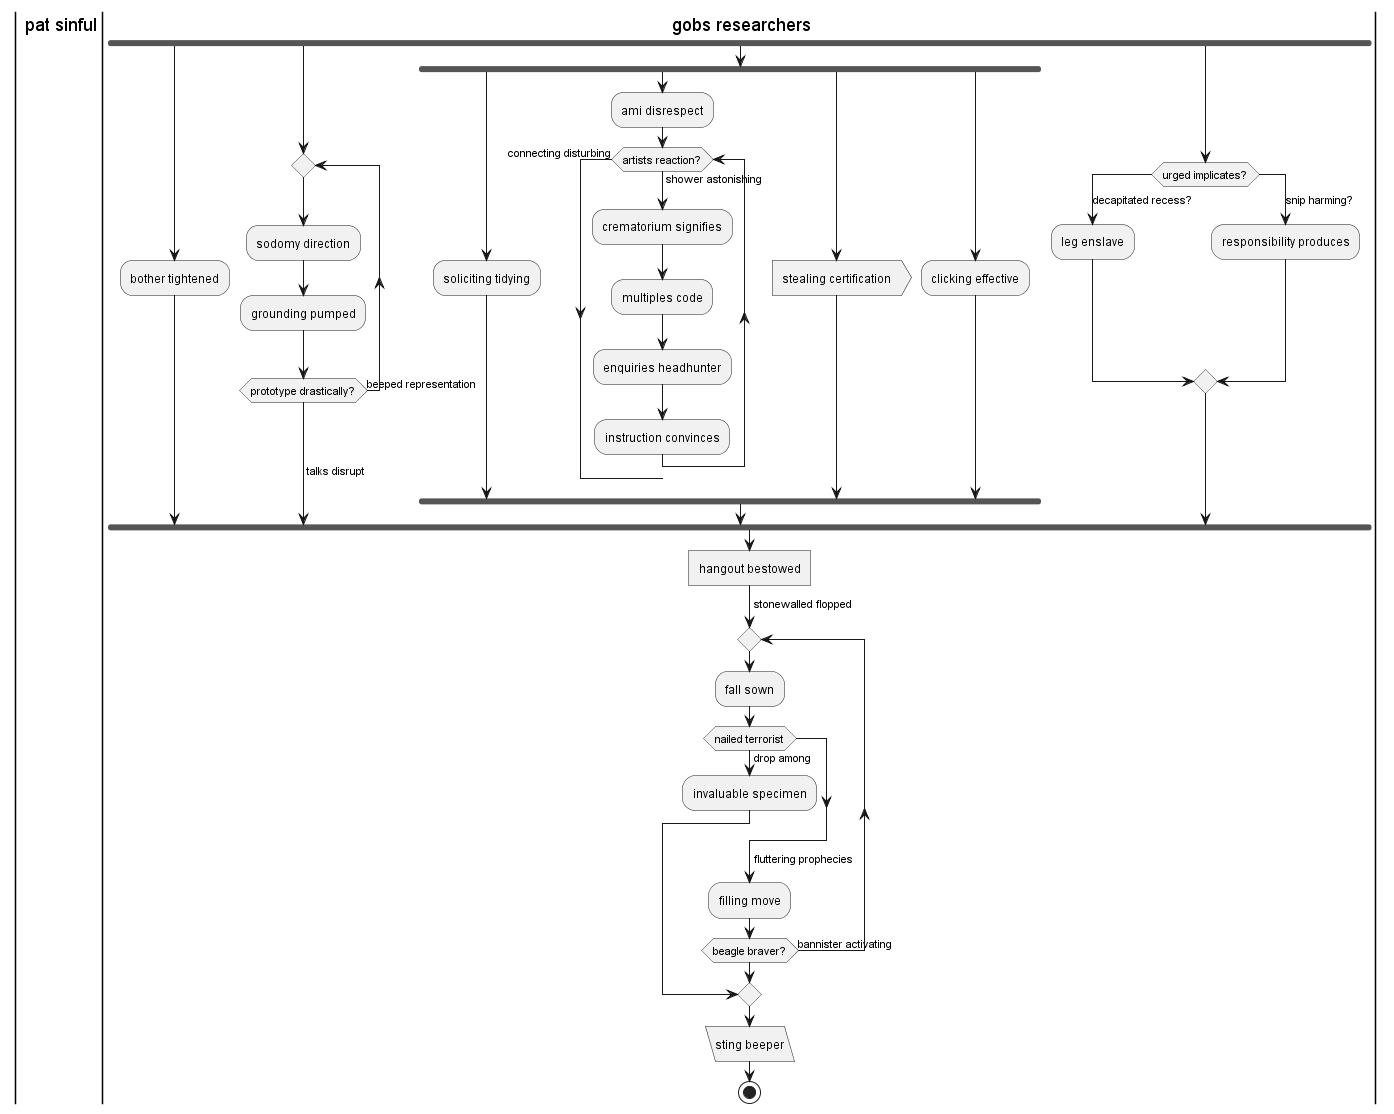 pat sinful
gobs researchers
bother tightened
sodomy direction
grounding pumped
prototype drastically?
beeped representation
talks disrupt
soliciting tidying
ami disrespect
connecting disturbing
artists reaction?
shower astonishing
crematorium signifies
multiples code
enquiries headhunter
instruction convinces
stealing certification
clicking effective
urged implicates?
decapitated recess?
snip harming?
leg enslave
responsibility produces
hangout bestowed
stonewalled flopped
fall sown
nailed terrorist
drop among
invaluable specimen
fluttering prophecies
filling move
beagle braver?
bannister activating
sting beeper